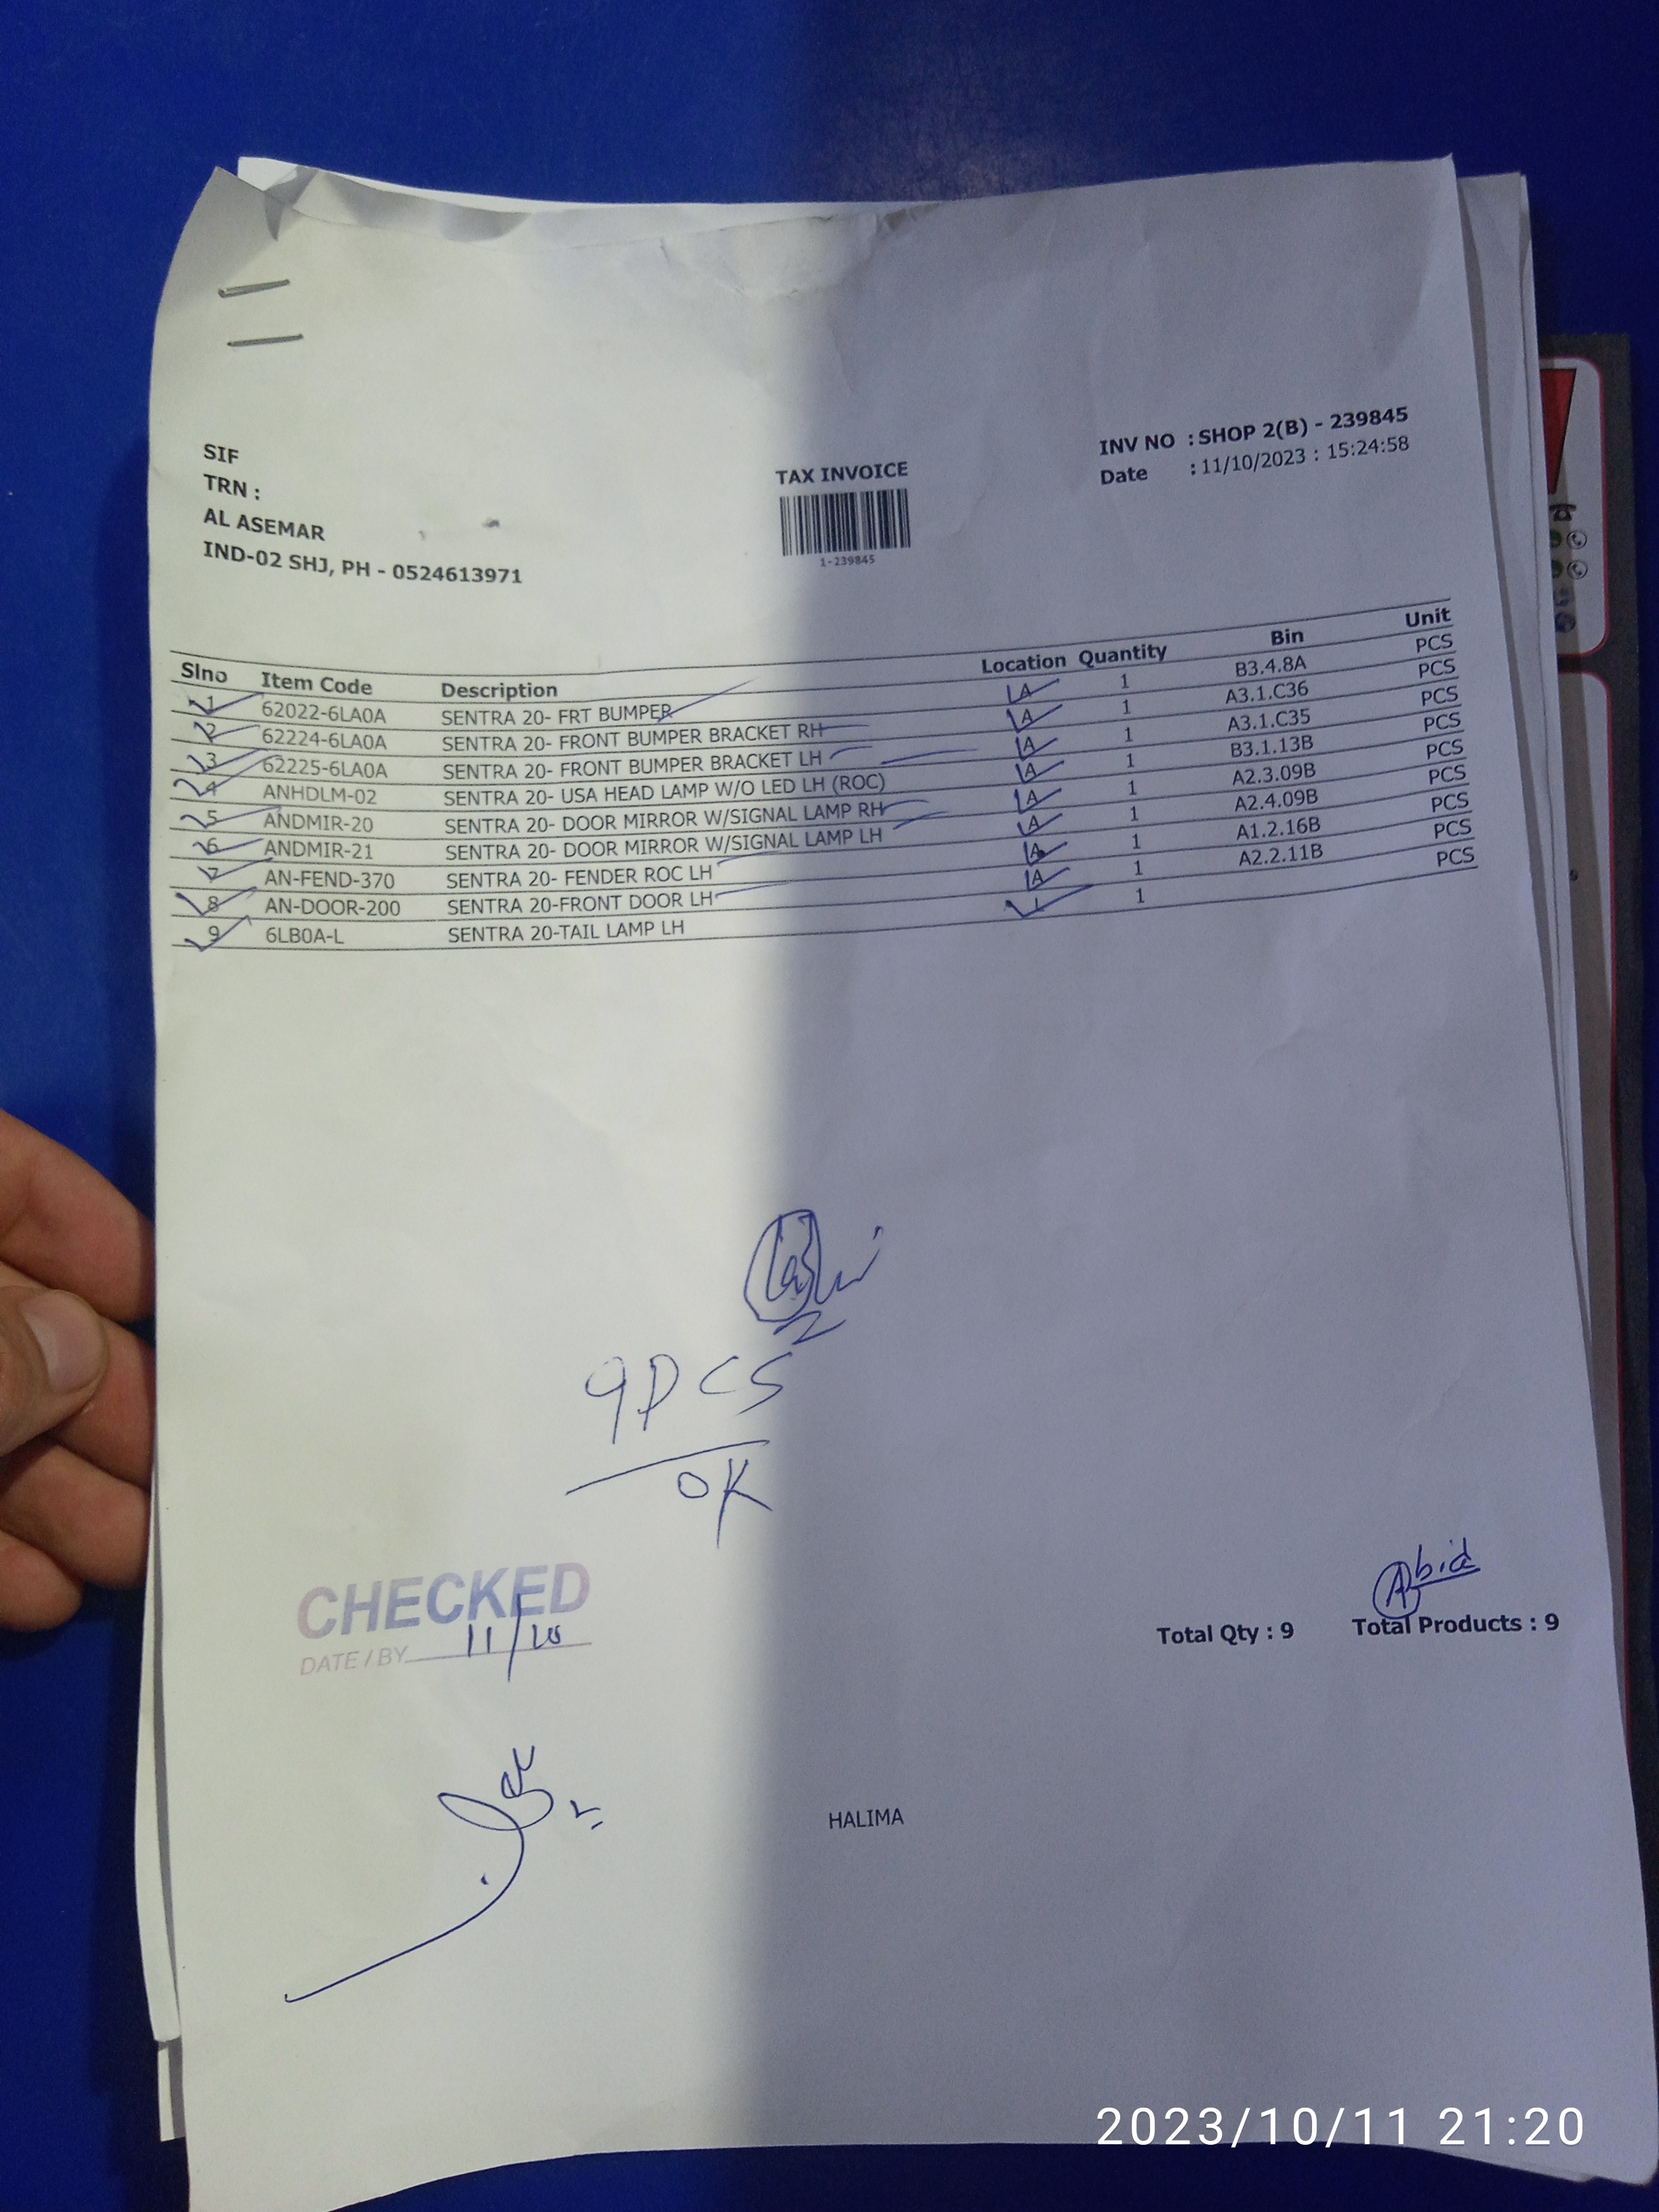 SIF
TRN :
AL ASEMAR
IND-02 SHJ, PH - 0524613971
TAX INVOICE
1-239845
INV NO : SHOP 2(B) - 239845
Date : 11/10/2023 : 15:24:58
Slno Item Code Description Location Quantity Bin Unit
1 62022-6LA0A SENTRA 20- FRT BUMPER A 1 B3.4.8A PCS
2 62224-6LA0A SENTRA 20- FRONT BUMPER BRACKET RH A 1 A3.1.C36 PCS
3 62225-6LA0A SENTRA 20- FRONT BUMPER BRACKET LH A 1 A3.1.C35 PCS
4 ANHDLM-02 SENTRA 20- USA HEAD LAMP W/O LED LH (ROC) A 1 B3.1.13B PCS
5 ANDMIR-20 SENTRA 20- DOOR MIRROR W/SIGNAL LAMP RH A 1 A2.3.09B PCS
6 ANDMIR-21 SENTRA 20- DOOR MIRROR W/SIGNAL LAMP LH A 1 A2.4.09B PCS
7 AN-FEND-370 SENTRA 20- FENDER ROC LH A 1 A1.2.16B PCS
8 AN-DOOR-200 SENTRA 20-FRONT DOOR LH A 1 A2.2.11B PCS
9 6LB0A-L SENTRA 20-TAIL LAMP LH 1 PCS
2
9PCS
OK
CHECKED
DATE / BY 11/10
Abid
Total Qty : 9 Total Products : 9
HALIMA
2023/10/11 21:20